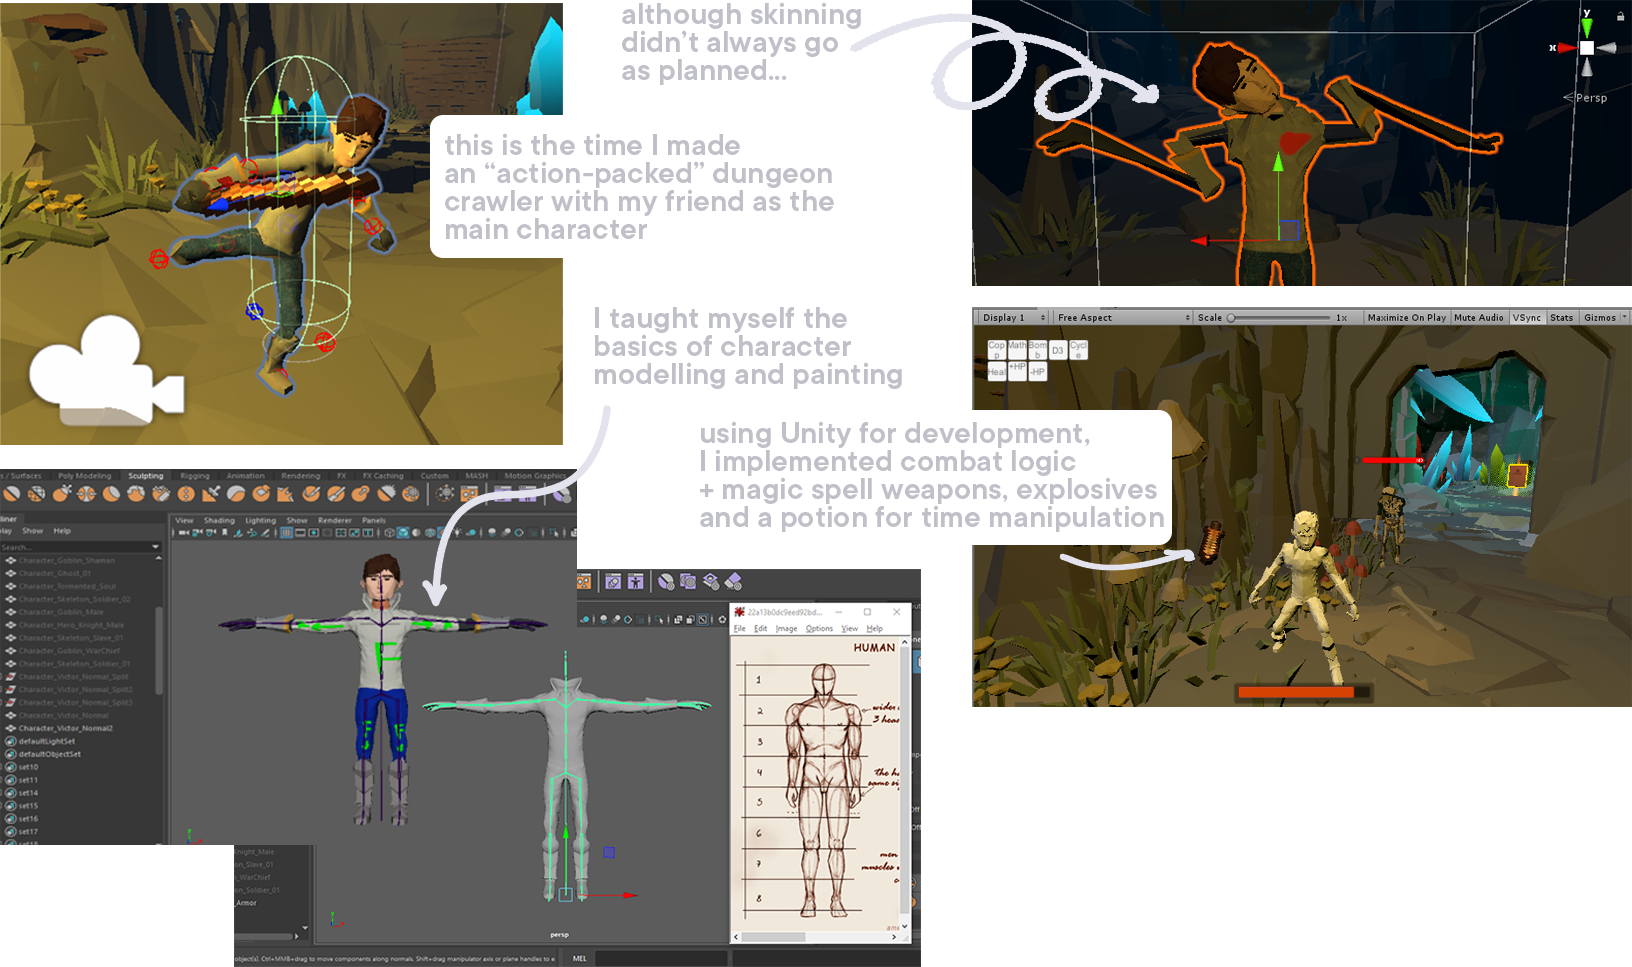 although skinning
didn't always go
as planned...
this is the time I made
an "action-packed" dungeon
crawler with my friend as the
main character
y
x
Persp
I taught myself the
basics of character
modelling and painting
Display 1 Free Aspect Scale 1x Maximize On Play Mute Audio VSync Stats Gizmos
Cop
p
Math
Bom
b
D3
Cycl
e
Heal
+HP
-HP
using Unity for development,
I implemented combat logic
+ magic spell weapons, explosives
and a potion for time manipulation
s / Surfaces Poly Modeling Sculpting Rigging Animation Rendering FX FX Caching Custom MASH Motion Graphics
liner
lay Show Help
Search...
View Shading Lighting Show Renderer Panels
Character_Goblin_Shaman
Character_Ghost_01
Character_Tormented_Soul
Character_Skeleton_Soldier_02
Character_Goblin_Male
Character_Hero_Knight_Male
Character_Skeleton_Slave_01
Character_Goblin_WarChief
Character_Skeleton_Soldier_01
Character_Victor_Normal_Split
Character_Victor_Normal_Split2
Character_Victor_Normal_Split3
Character_Victor_Normal
Character_Victor_Normal2
defaultLightSet
defaultObjectSet
set10
set11
set14
set15
set16
set17
22a13b0dc9eed92bd...
File Edit Image Options View Help
HUMAN
1
2
wider
3 hea
3
4
the h
same si
5
6
7
men
muscles
8
night_Male
on_Slave_01
WarChief
on_Soldier_01
_Armor
y
persp
object(s). Ctrl+MMB+drag to move components along normals. Shift+drag manipulator axis or plane handles to e
MEL